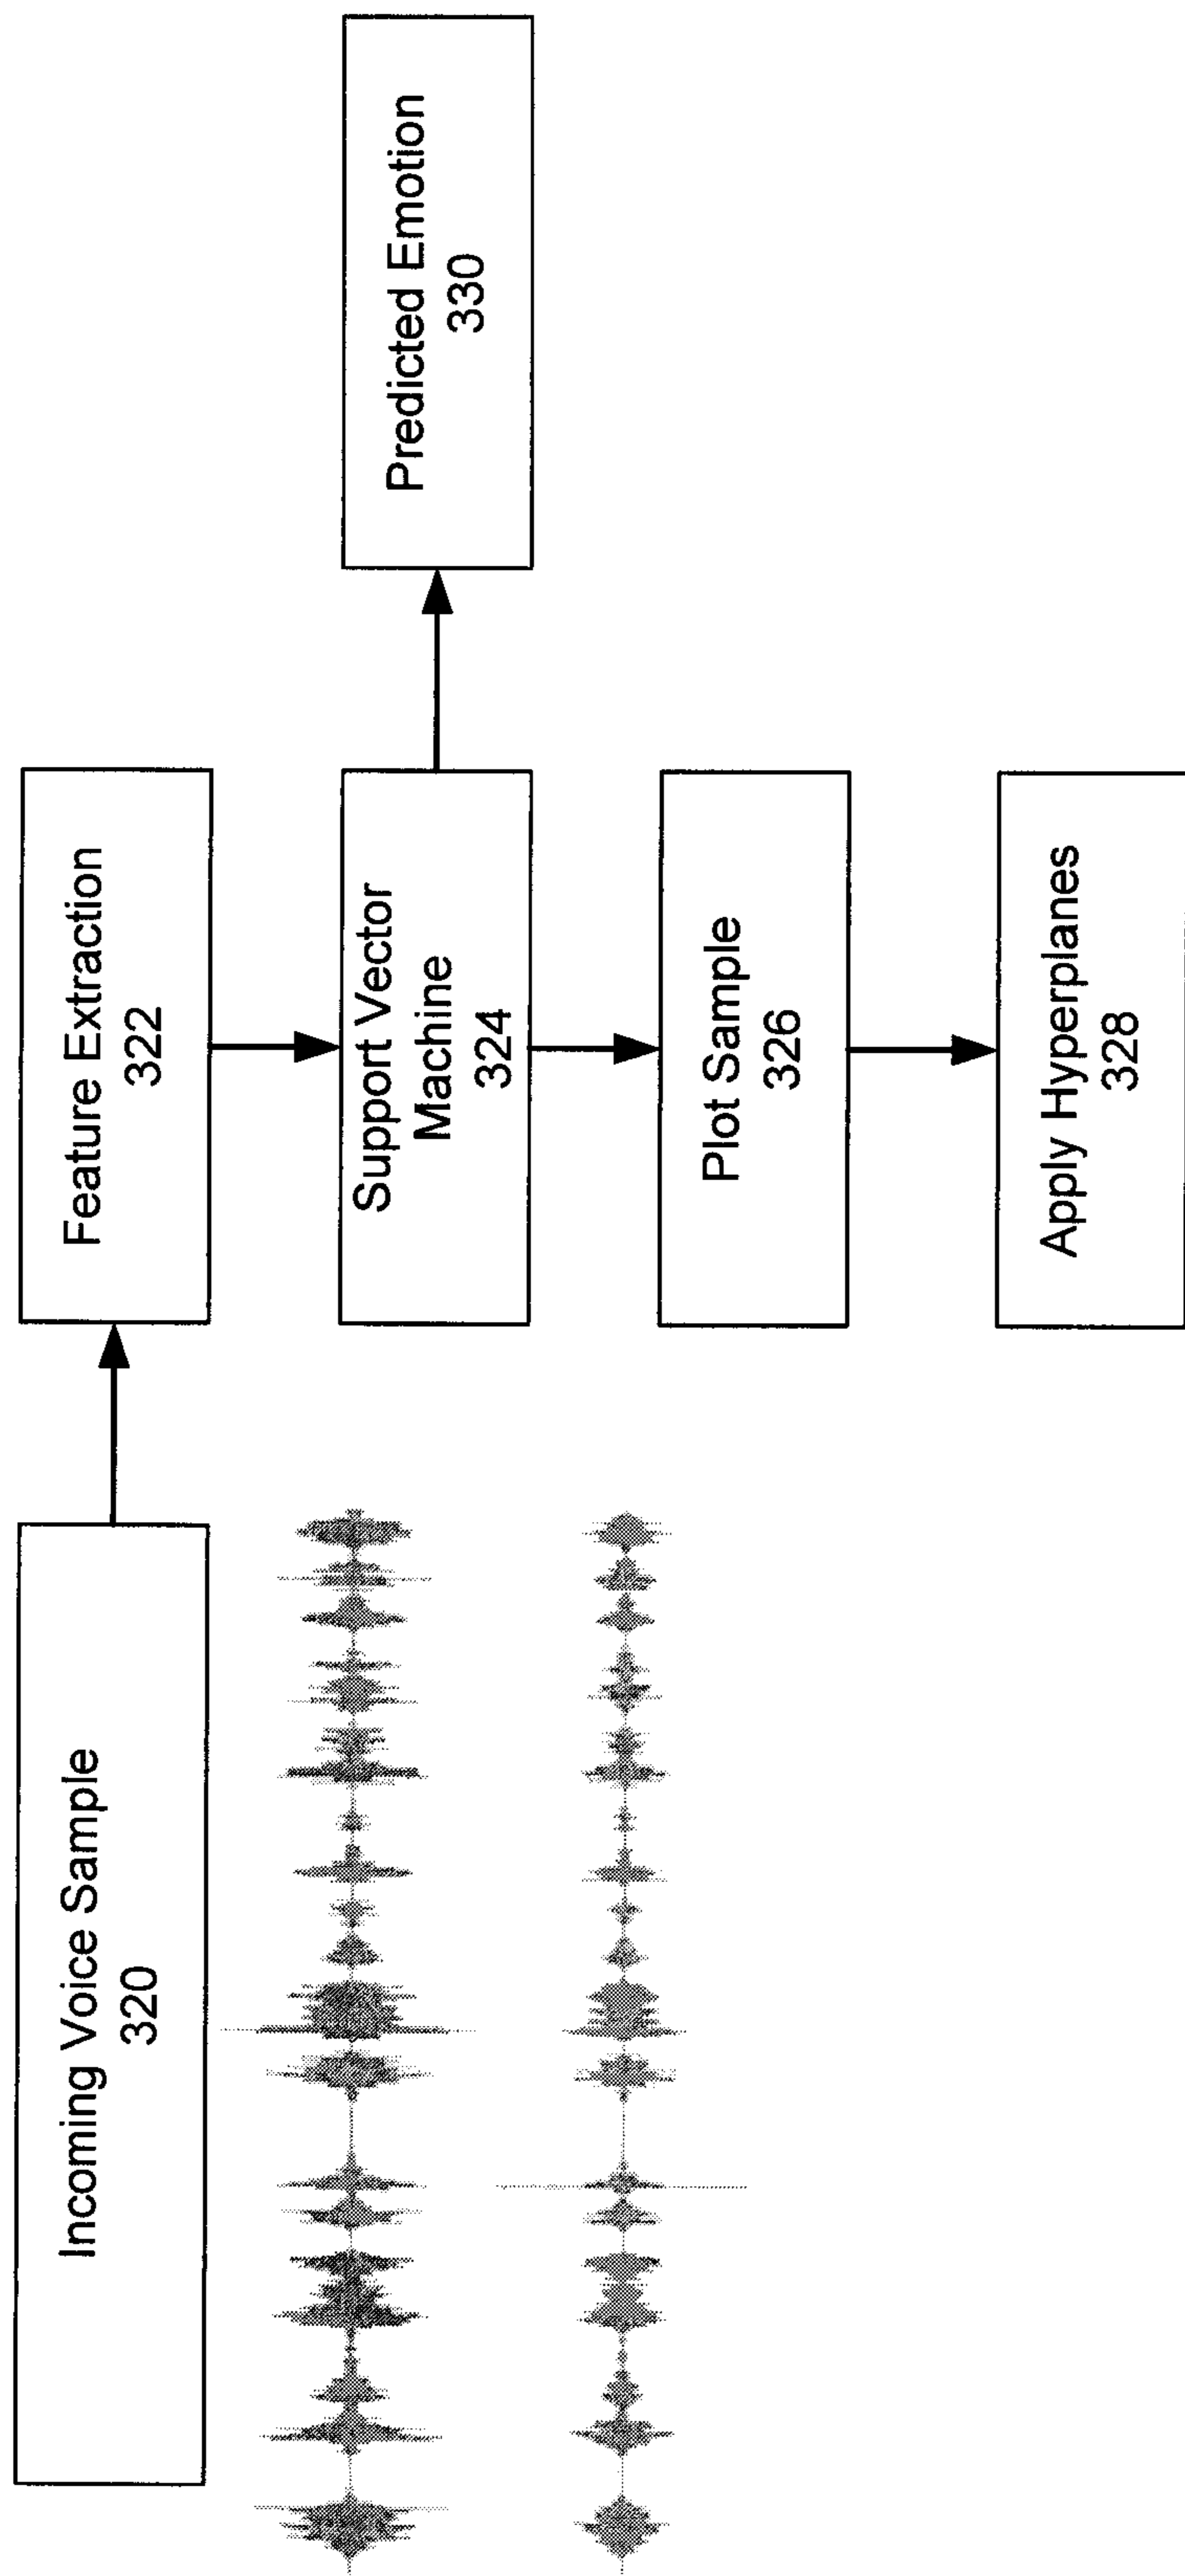 Incoming Voice Sample
320
Feature Extraction
322
Support Vector
Machine
324
Predicted Emotion
330
Plot Sample
326
Apply Hyperplanes
328